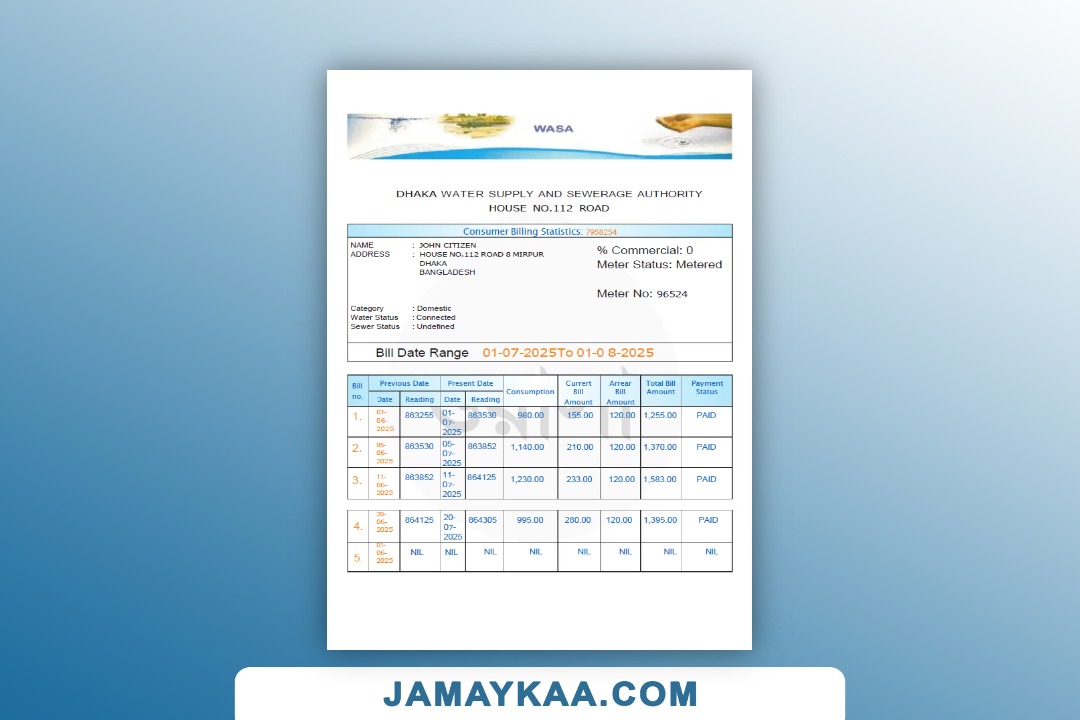 WASA
DHAKA WATER SUPPLY AND SEWERAGE AUTHORITY
HOUSE NO.112 ROAD
Consumer Billing Statistics: 7958254
NAME : JOHN CITIZEN
ADDRESS : HOUSE NO.112 ROAD 8 MIRPUR
DHAKA
BANGLADESH
% Commercial: 0
Meter Status: Metered
Meter No: 96524
Category : Domestic
Water Status : Connected
Sewer Status : Undefined
Bill Date Range 01-07-2025To 01-0 8-2025
Bill no. Previous Date Present Date Consumption Currert Bill Amount Arrear Bill Amount Total Bill Amount Payment Status
Date Reading Date Reading
1. 01-06-2025 863255 01-07-2025 863530 980.00 155.00 120.00 1,255.00 PAID
2. 05-06-2025 863530 05-07-2025 863852 1,140.00 210.00 120.00 1,370.00 PAID
3. 11-06-2025 863852 11-07-2025 864125 1,230.00 233.00 120.00 1,583.00 PAID
4. 20-06-2025 864125 20-07-2025 864305 995.00 280.00 120.00 1,395.00 PAID
5. 01-06-2025 NIL NIL NIL NIL NIL NIL NIL NIL
JAMAYKAA.COM